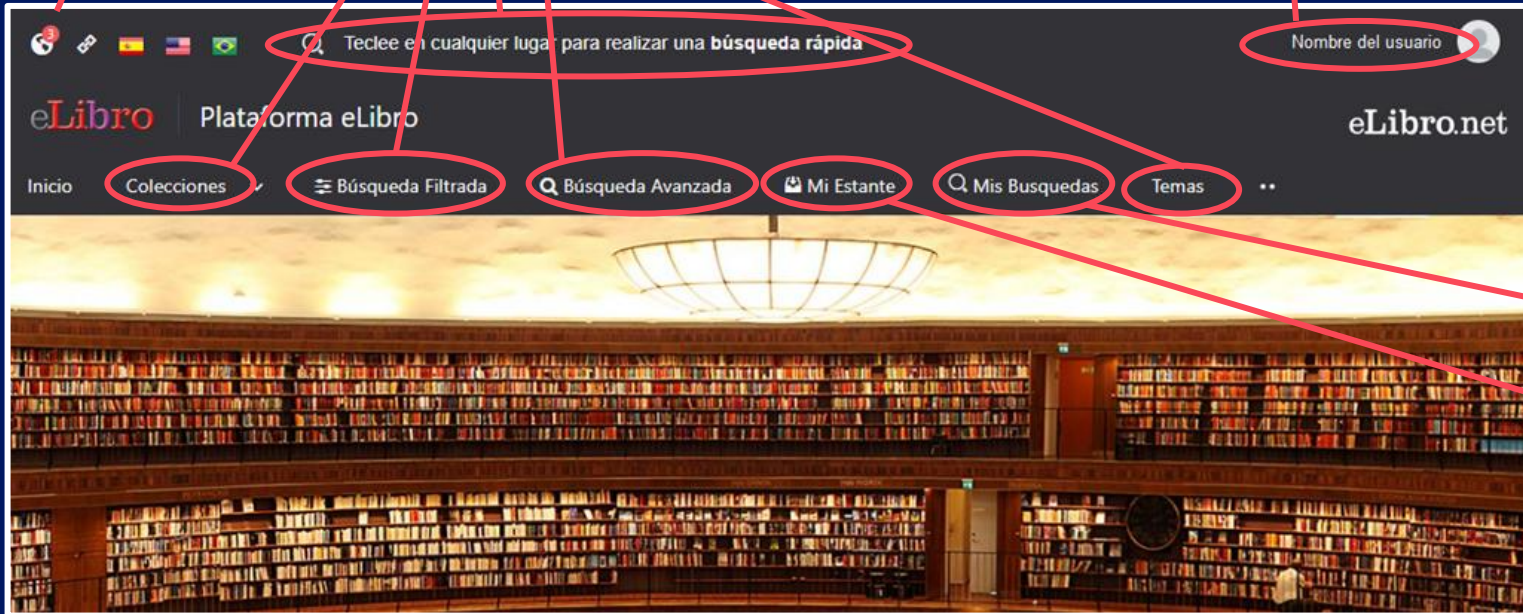 3
Teclee en cualquier lugar para realizar una búsqueda rápida
Nombre del usuario
eLibro
Plataforma eLibro
eLibro.net
Inicio
Colecciones
Búsqueda Filtrada
Búsqueda Avanzada
Mi Estante
Mis Busquedas
Temas